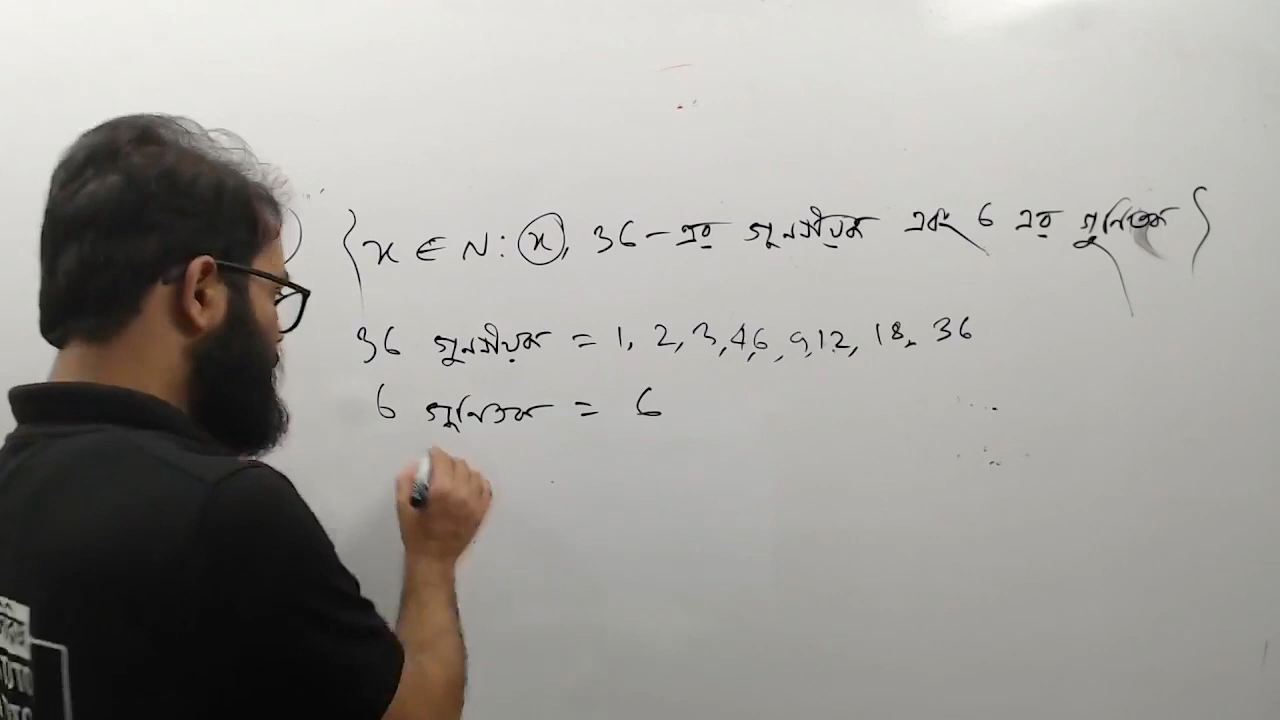 {x ∈ N : x, 36-এর গুণনীয়ক এবং 6 এর গুণিতক}
36 গুণনীয়ক = 1, 2, 3, 4, 6, 9, 12, 18, 36
6 গুণিতক = 6